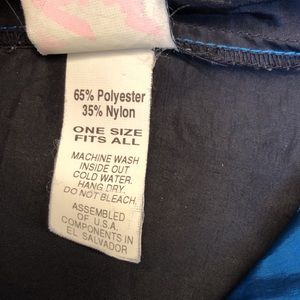 65% Polyester
35% Nylon
ONE SIZE
FITS ALL
MACHINE WASH
INSIDE OUT
COLD WATER.
HANG DRY.
DO NOT BLEACH.
ASSEMBLED
OF U.S.A.
COMPONENTS IN
EL SALVADOR